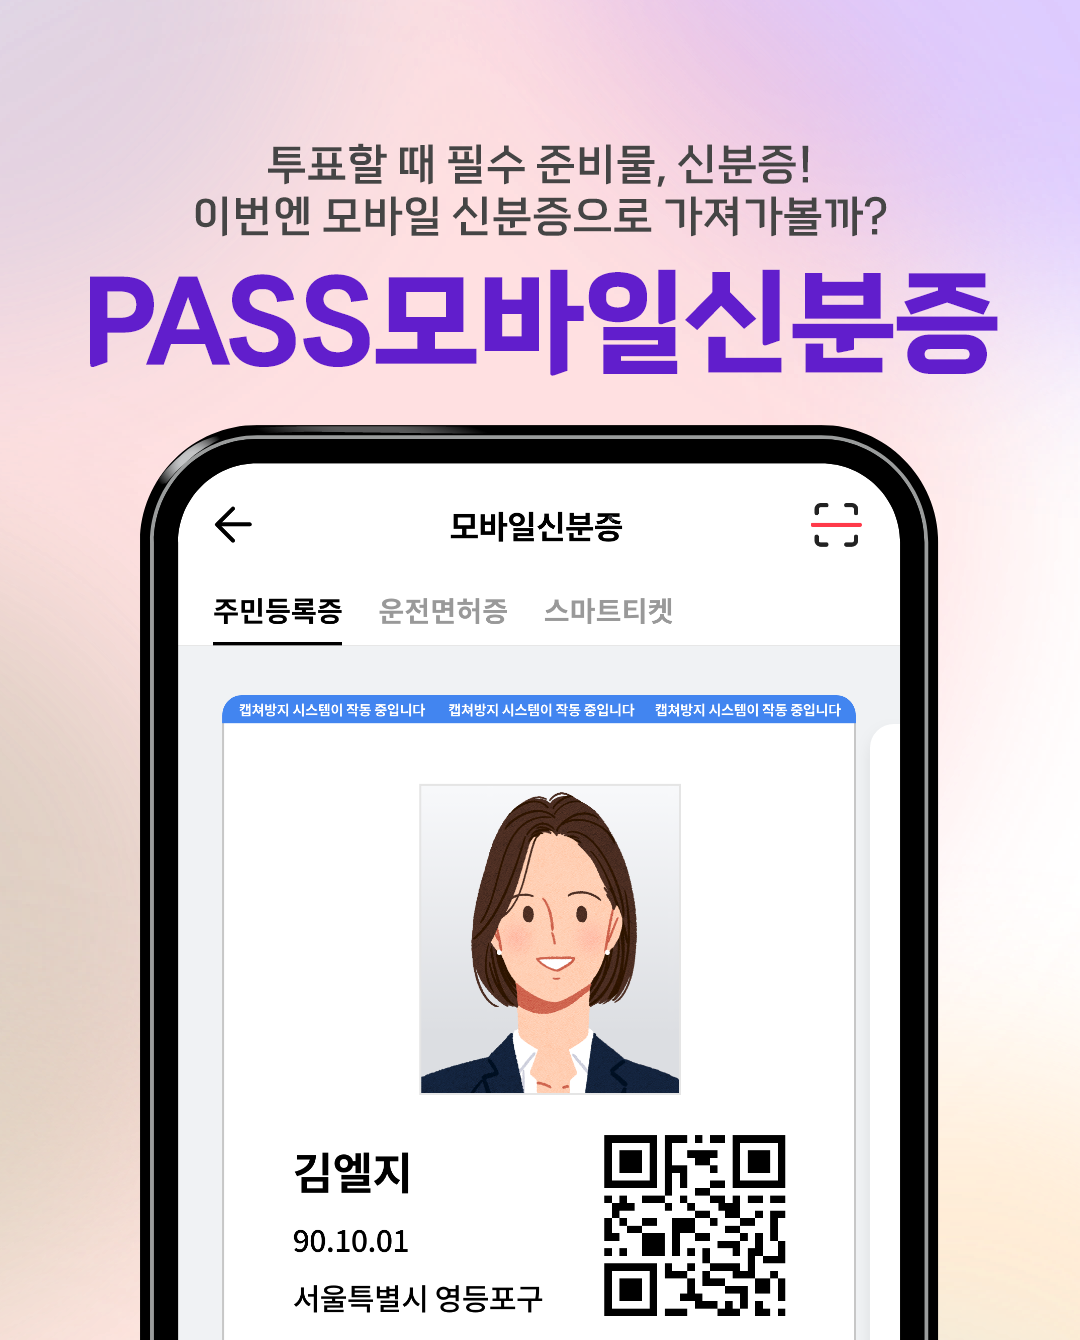 투표할 때 필수 준비물, 신분증!
이번엔 모바일 신분증으로 가져가볼까?
PASS모바일신분증
모바일신분증
주민등록증 운전면허증 스마트티켓
캡쳐방지 시스템이 작동 중입니다 캡쳐방지 시스템이 작동 중입니다 캡쳐방지 시스템이 작동 중입니다
김엘지
90.10.01
서울특별시 영등포구